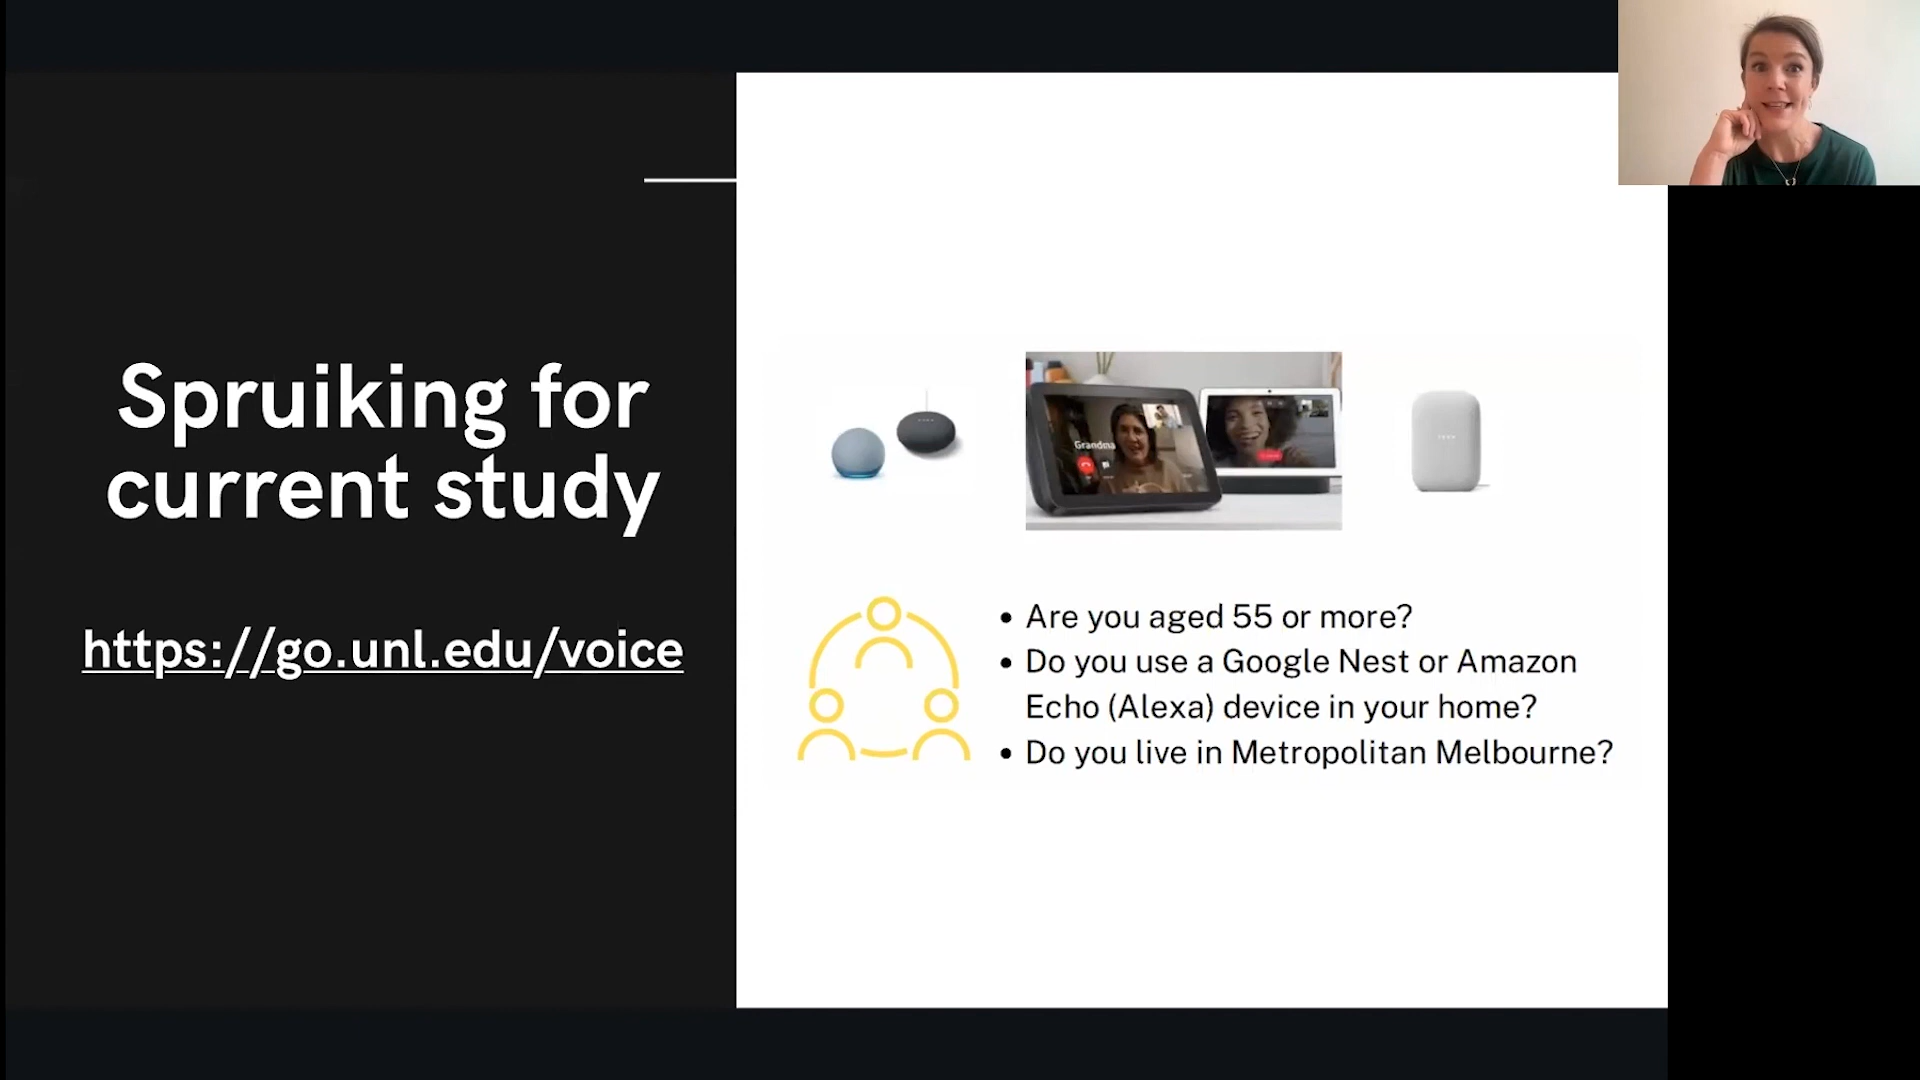 Spruiking for
current study
https://go.unl.edu/voice
Grandma
• Are you aged 55 or more?
• Do you use a Google Nest or Amazon
Echo (Alexa) device in your home?
• Do you live in Metropolitan Melbourne?